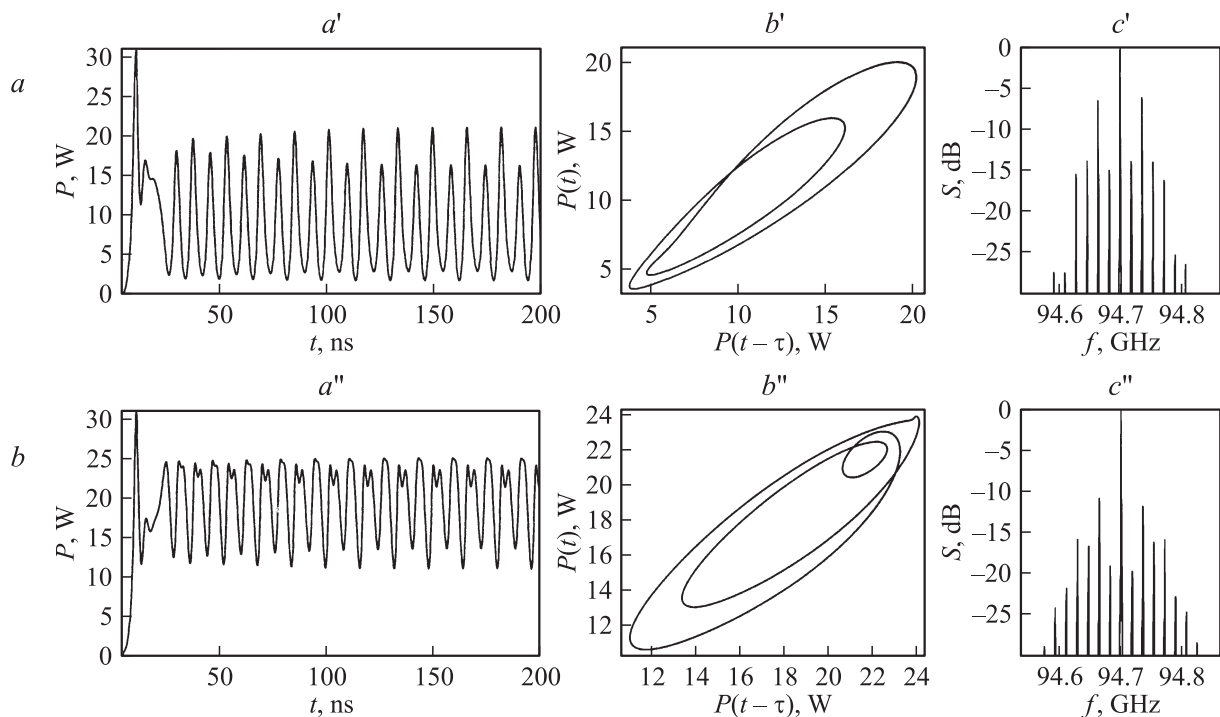 a' b' c'
a
P, W
30
25
20
15
10
5
0
50 100 150 200
t, ns
P(t), W
20
15
10
5
5 10 15 20
P(t – τ), W
S, dB
0
–5
–10
–15
–20
–25
94.6 94.7 94.8
f, GHz
a" b" c"
b
P, W
30
25
20
15
10
5
0
50 100 150 200
t, ns
P(t), W
24
22
20
18
16
14
12
12 14 16 18 20 22 24
P(t – τ), W
S, dB
0
–5
–10
–15
–20
–25
94.6 94.7 94.8
f, GHz